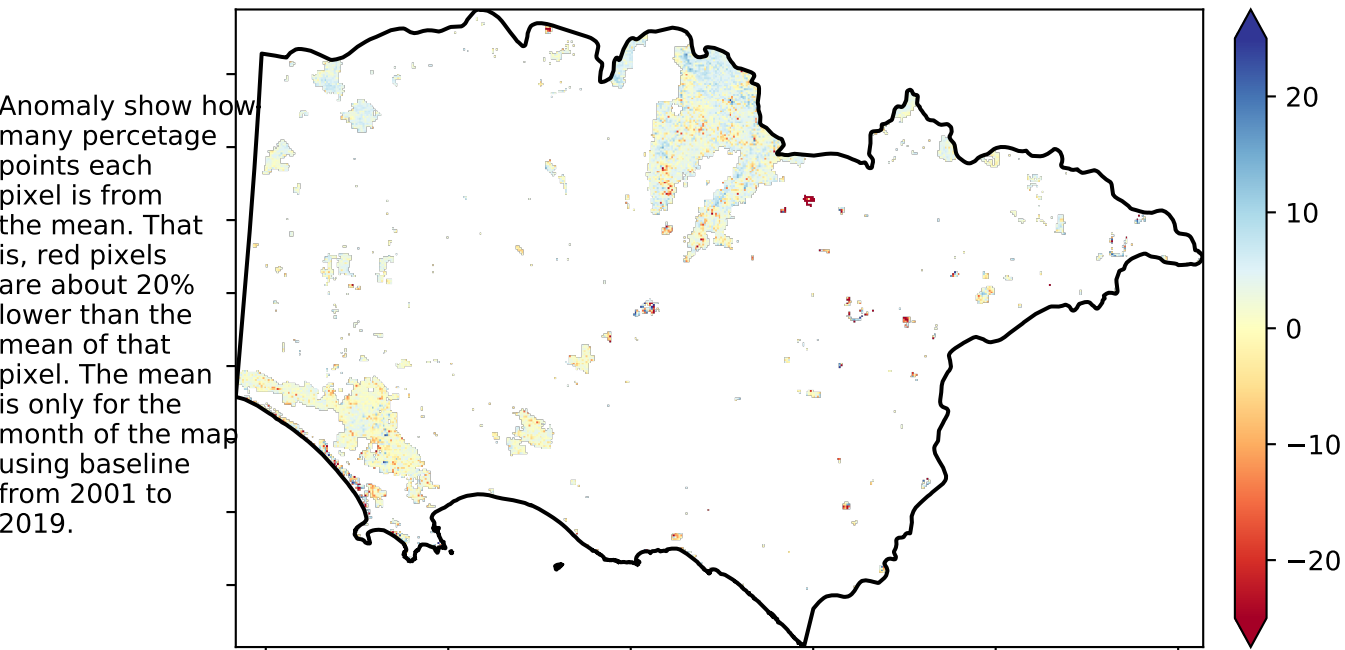 Anomaly show how
many percetage
points each
pixel is from
the mean. That
is, red pixels
are about 20%
lower than the
mean of that
pixel. The mean
is only for the
month of the map
using baseline
from 2001 to
2019.
20
10
0
−10
−20